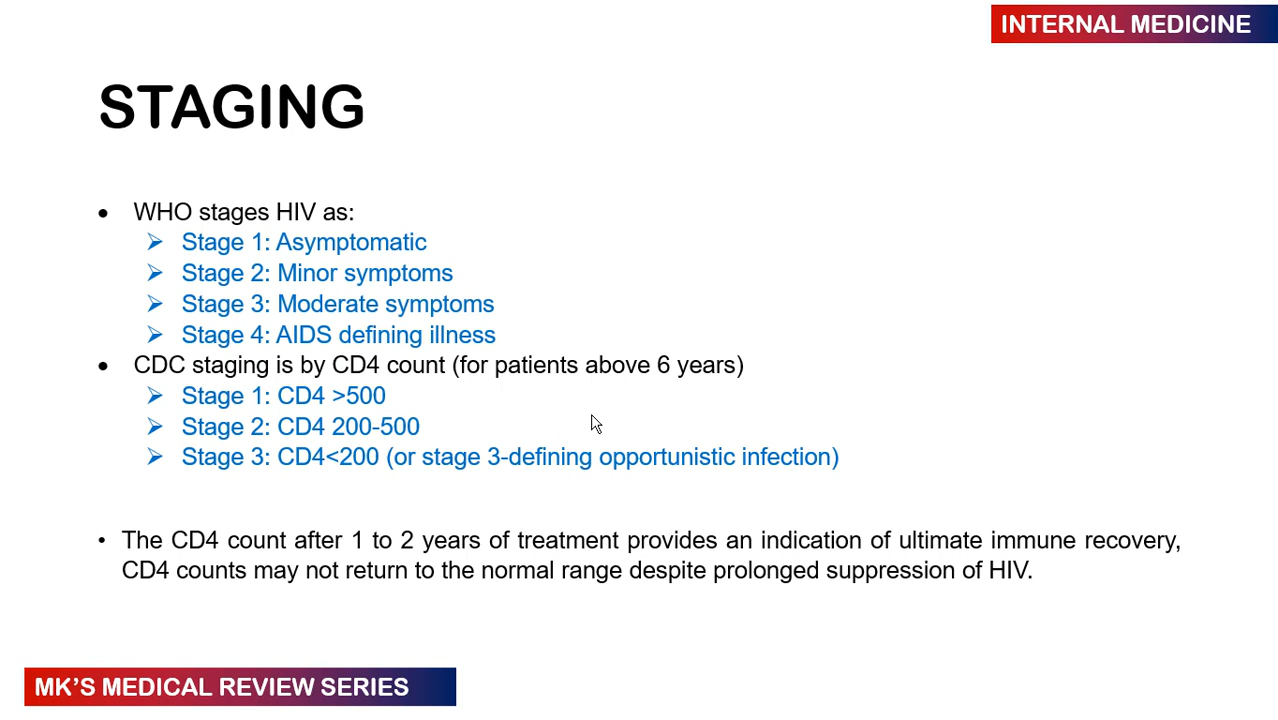 INTERNAL MEDICINE
STAGING
• WHO stages HIV as:
➢ Stage 1: Asymptomatic
➢ Stage 2: Minor symptoms
➢ Stage 3: Moderate symptoms
➢ Stage 4: AIDS defining illness
• CDC staging is by CD4 count (for patients above 6 years)
➢ Stage 1: CD4 >500
➢ Stage 2: CD4 200-500
➢ Stage 3: CD4<200 (or stage 3-defining opportunistic infection)
• The CD4 count after 1 to 2 years of treatment provides an indication of ultimate immune recovery,
CD4 counts may not return to the normal range despite prolonged suppression of HIV.
MK’S MEDICAL REVIEW SERIES